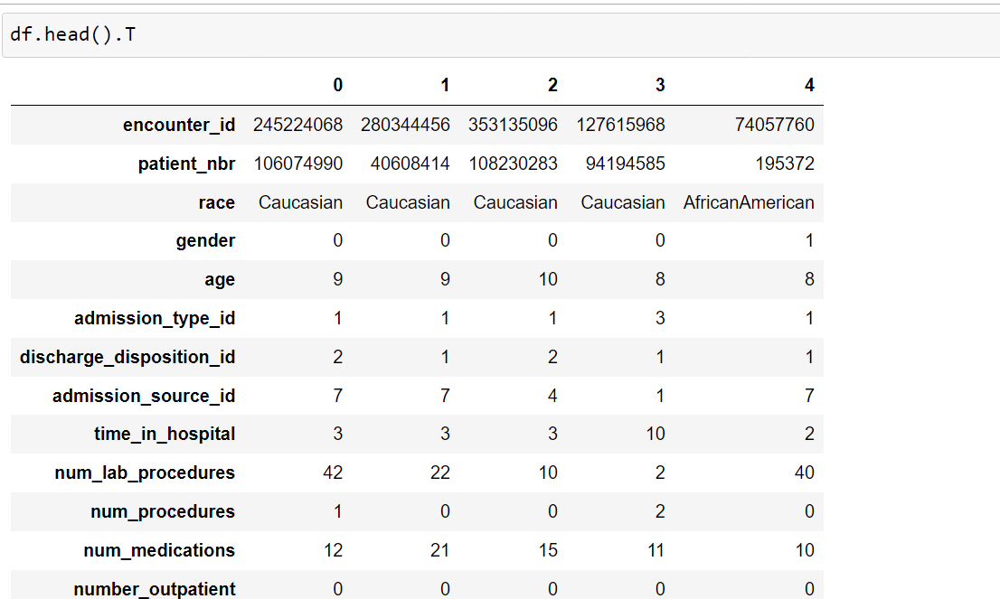 df.head().T
0 1 2 3 4
encounter_id 245224068 280344456 353135096 127615968 74057760
patient_nbr 106074990 40608414 108230283 94194585 195372
race Caucasian Caucasian Caucasian Caucasian AfricanAmerican
gender 0 0 0 0 1
age 9 9 10 8 8
admission_type_id 1 1 1 3 1
discharge_disposition_id 2 1 2 1 1
admission_source_id 7 7 4 1 7
time_in_hospital 3 3 3 10 2
num_lab_procedures 42 22 10 2 40
num_procedures 1 0 0 2 0
num_medications 12 21 15 11 10
number_outpatient 0 0 0 0 0